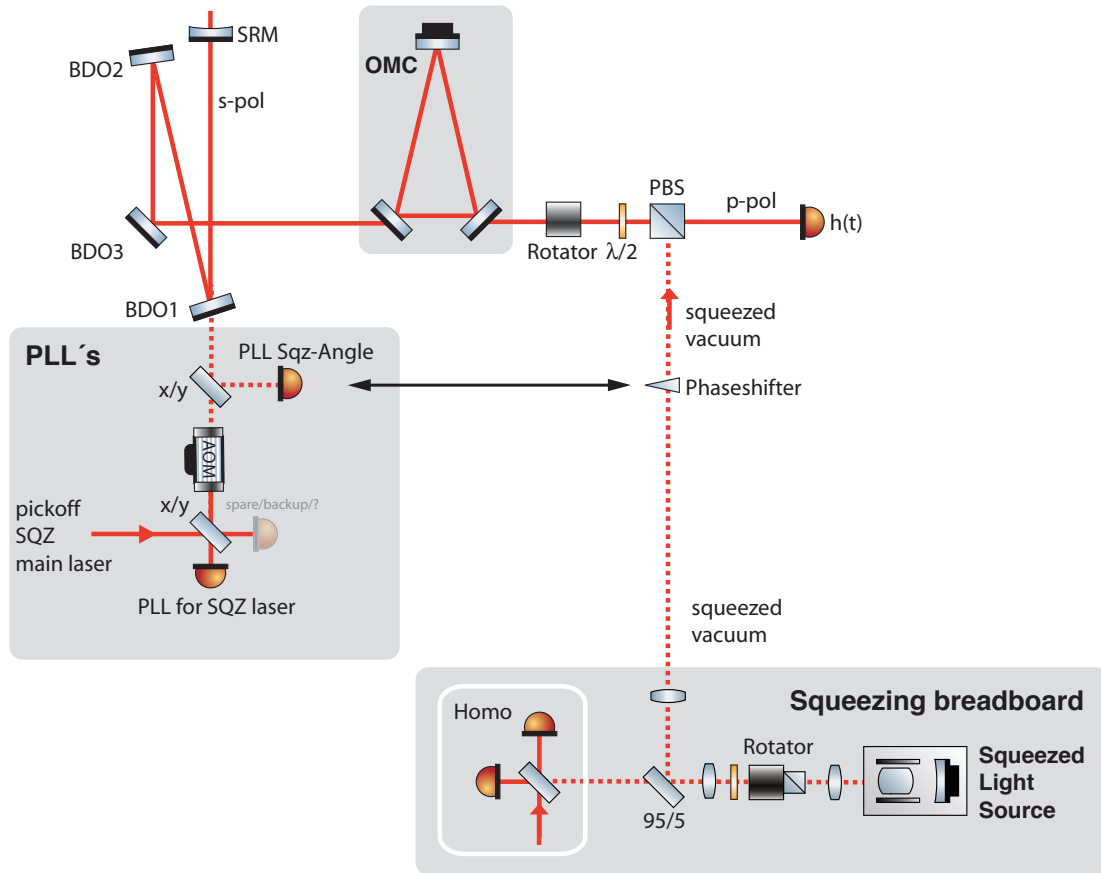 SRM
BDO2
OMC
s-pol
PBS
p-pol
h(t)
BDO3
Rotator
λ/2
BDO1
squeezed
vacuum
PLL´s
PLL Sqz-Angle
x/y
Phaseshifter
AOM
x/y
spare/backup/?
pickoff
SQZ
main laser
PLL for SQZ laser
squeezed
vacuum
Squeezing breadboard
Homo
Rotator
Squeezed
Light
Source
95/5